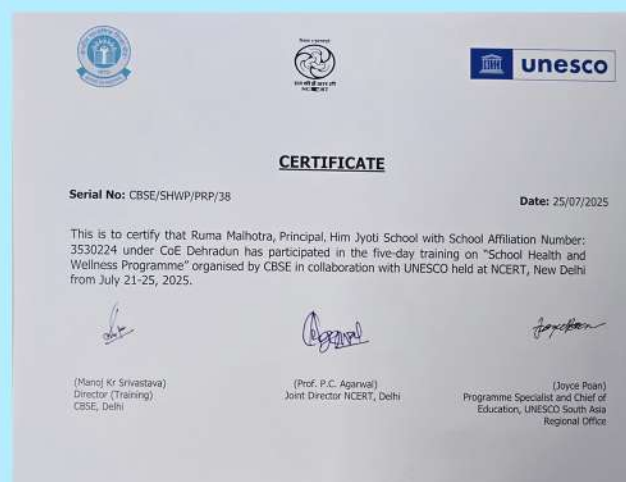 unesco
NCERT
CERTIFICATE
Serial No: CBSE/SHWP/PRP/38
Date: 25/07/2025
This is to certify that Ruma Malhotra, Principal, Him Jyoti School with School Affiliation Number:
3530224 under CoE Dehradun has participated in the five-day training on "School Health and
Wellness Programme" organised by CBSE in collaboration with UNESCO held at NCERT, New Delhi
from July 21-25, 2025.
(Manoj Kr Srivastava)
Director (Training)
CBSE, Delhi
(Prof. P.C. Agarwal)
Joint Director NCERT, Delhi
(Joyce Poan)
Programme Specialist and Chief of
Education, UNESCO South Asia
Regional Office